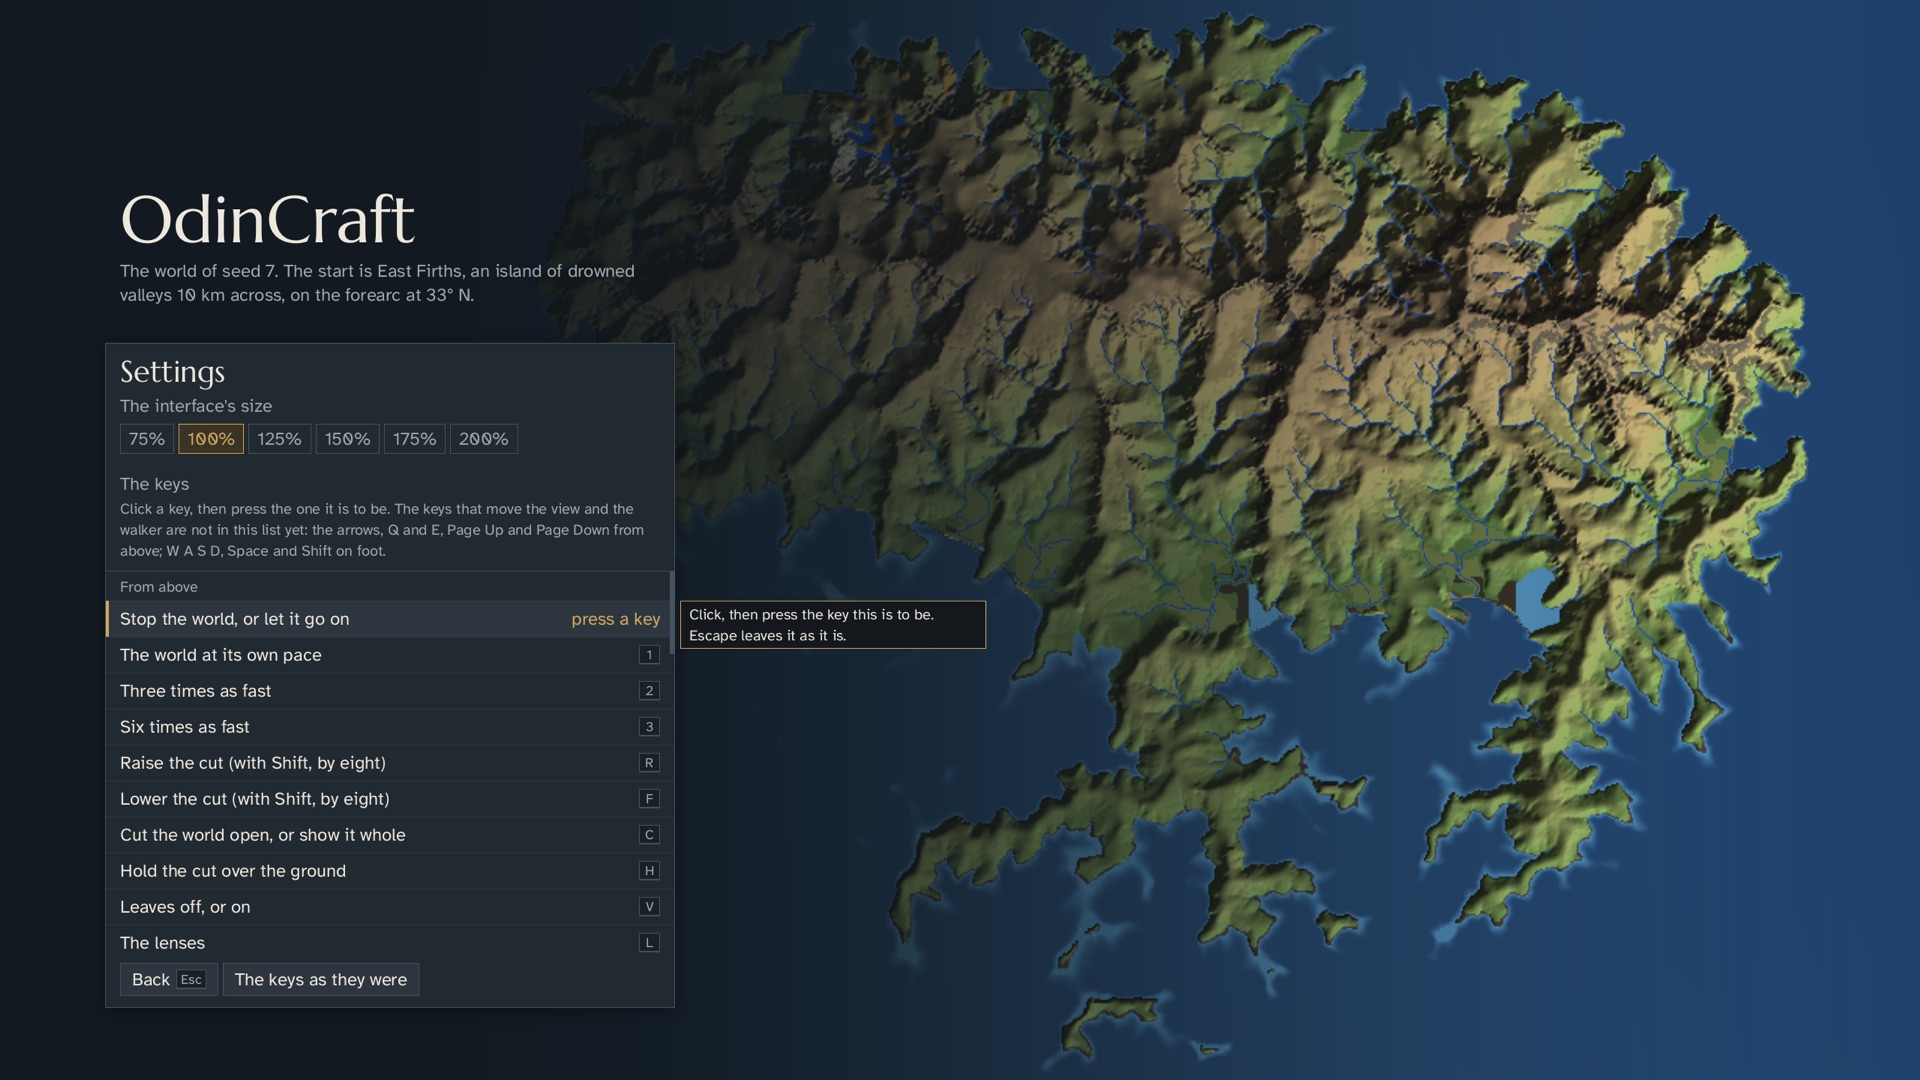 OdinCraft
The world of seed 7. The start is East Firths, an island of drowned
valleys 10 km across, on the forearc at 33° N.
Settings
The interface's size
75% 100% 125% 150% 175% 200%
The keys
Click a key, then press the one it is to be. The keys that move the view and the
walker are not in this list yet: the arrows, Q and E, Page Up and Page Down from
above; W A S D, Space and Shift on foot.
From above
Stop the world, or let it go on press a key
Click, then press the key this is to be.
Escape leaves it as it is.
The world at its own pace 1
Three times as fast 2
Six times as fast 3
Raise the cut (with Shift, by eight) R
Lower the cut (with Shift, by eight) F
Cut the world open, or show it whole C
Hold the cut over the ground H
Leaves off, or on V
The lenses L
Back Esc The keys as they were